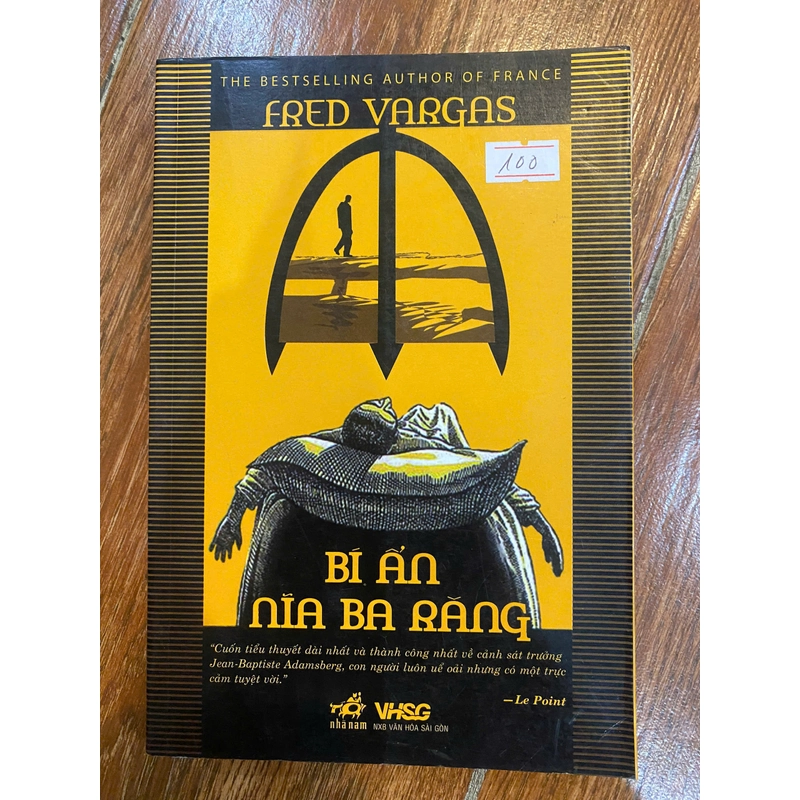 THE BESTSELLING AUTHOR OF FRANCE
FRED VARGAS
100
BÍ ẨN
NĨA BA RĂNG
“Cuốn tiểu thuyết dài nhất và thành công nhất về cảnh sát trưởng
Jean-Baptiste Adamsberg, con người luôn uể oải nhưng có một trực
cảm tuyệt vời.”
—Le Point
nhã nam
VHSG
NXB VĂN HÓA SÀI GÒN